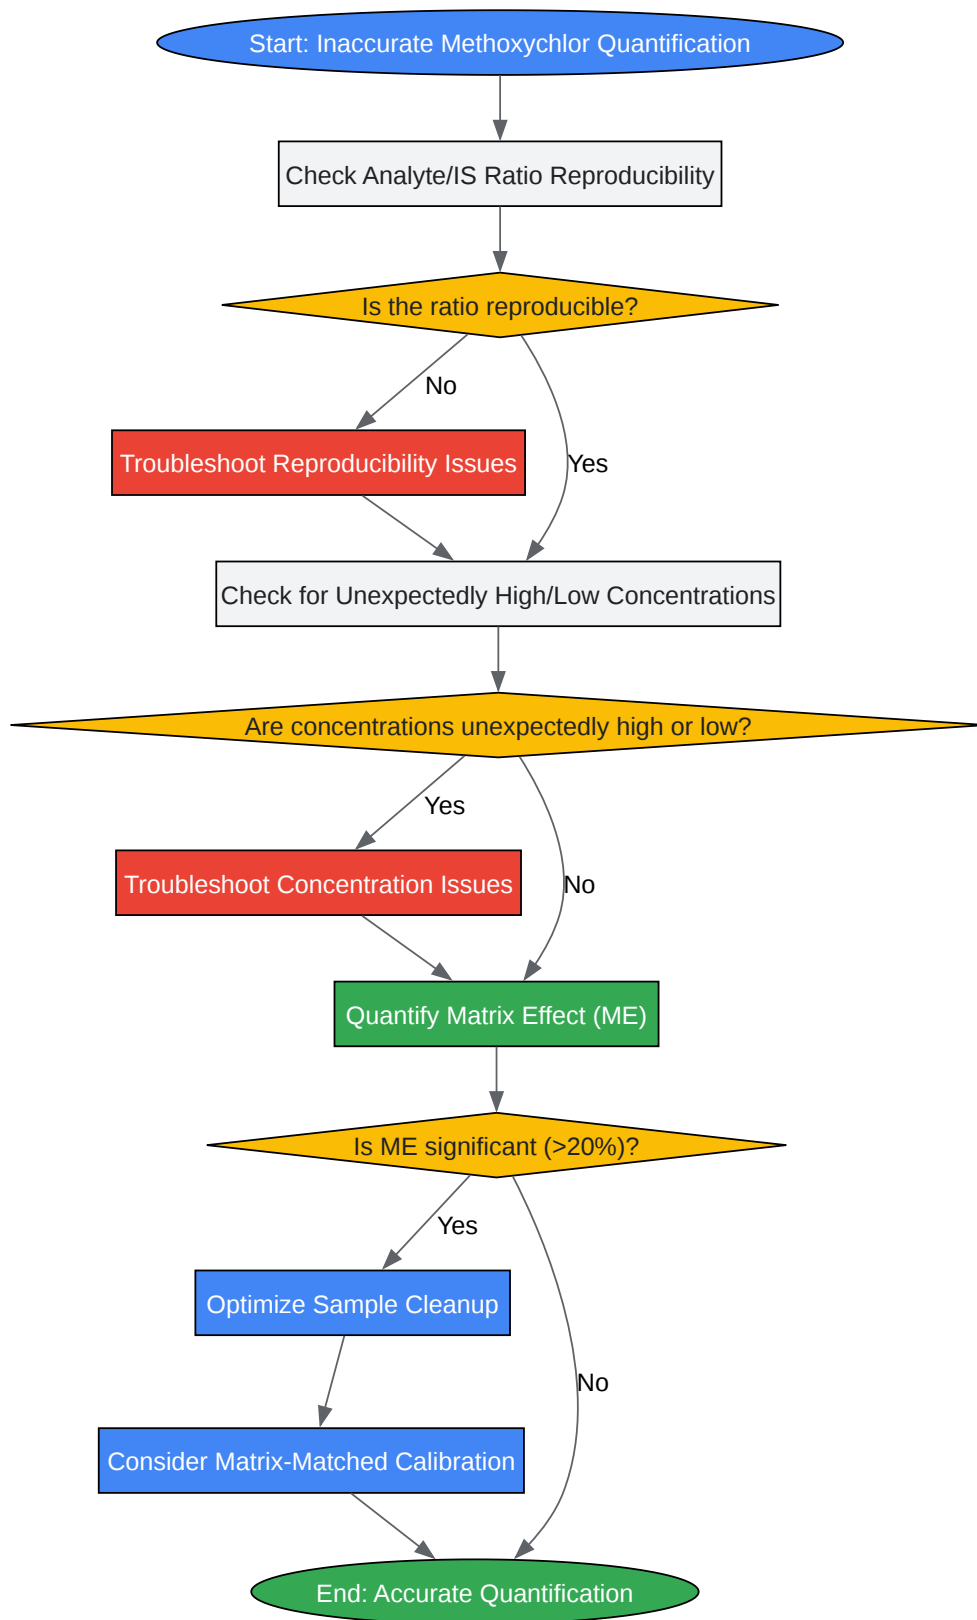 Start: Inaccurate Methoxychlor Quantification
Check Analyte/IS Ratio Reproducibility
Is the ratio reproducible?
No
Troubleshoot Reproducibility Issues
Yes
Check for Unexpectedly High/Low Concentrations
Are concentrations unexpectedly high or low?
Yes
Troubleshoot Concentration Issues
No
Quantify Matrix Effect (ME)
Is ME significant (>20%)?
Yes
Optimize Sample Cleanup
No
Consider Matrix-Matched Calibration
End: Accurate Quantification